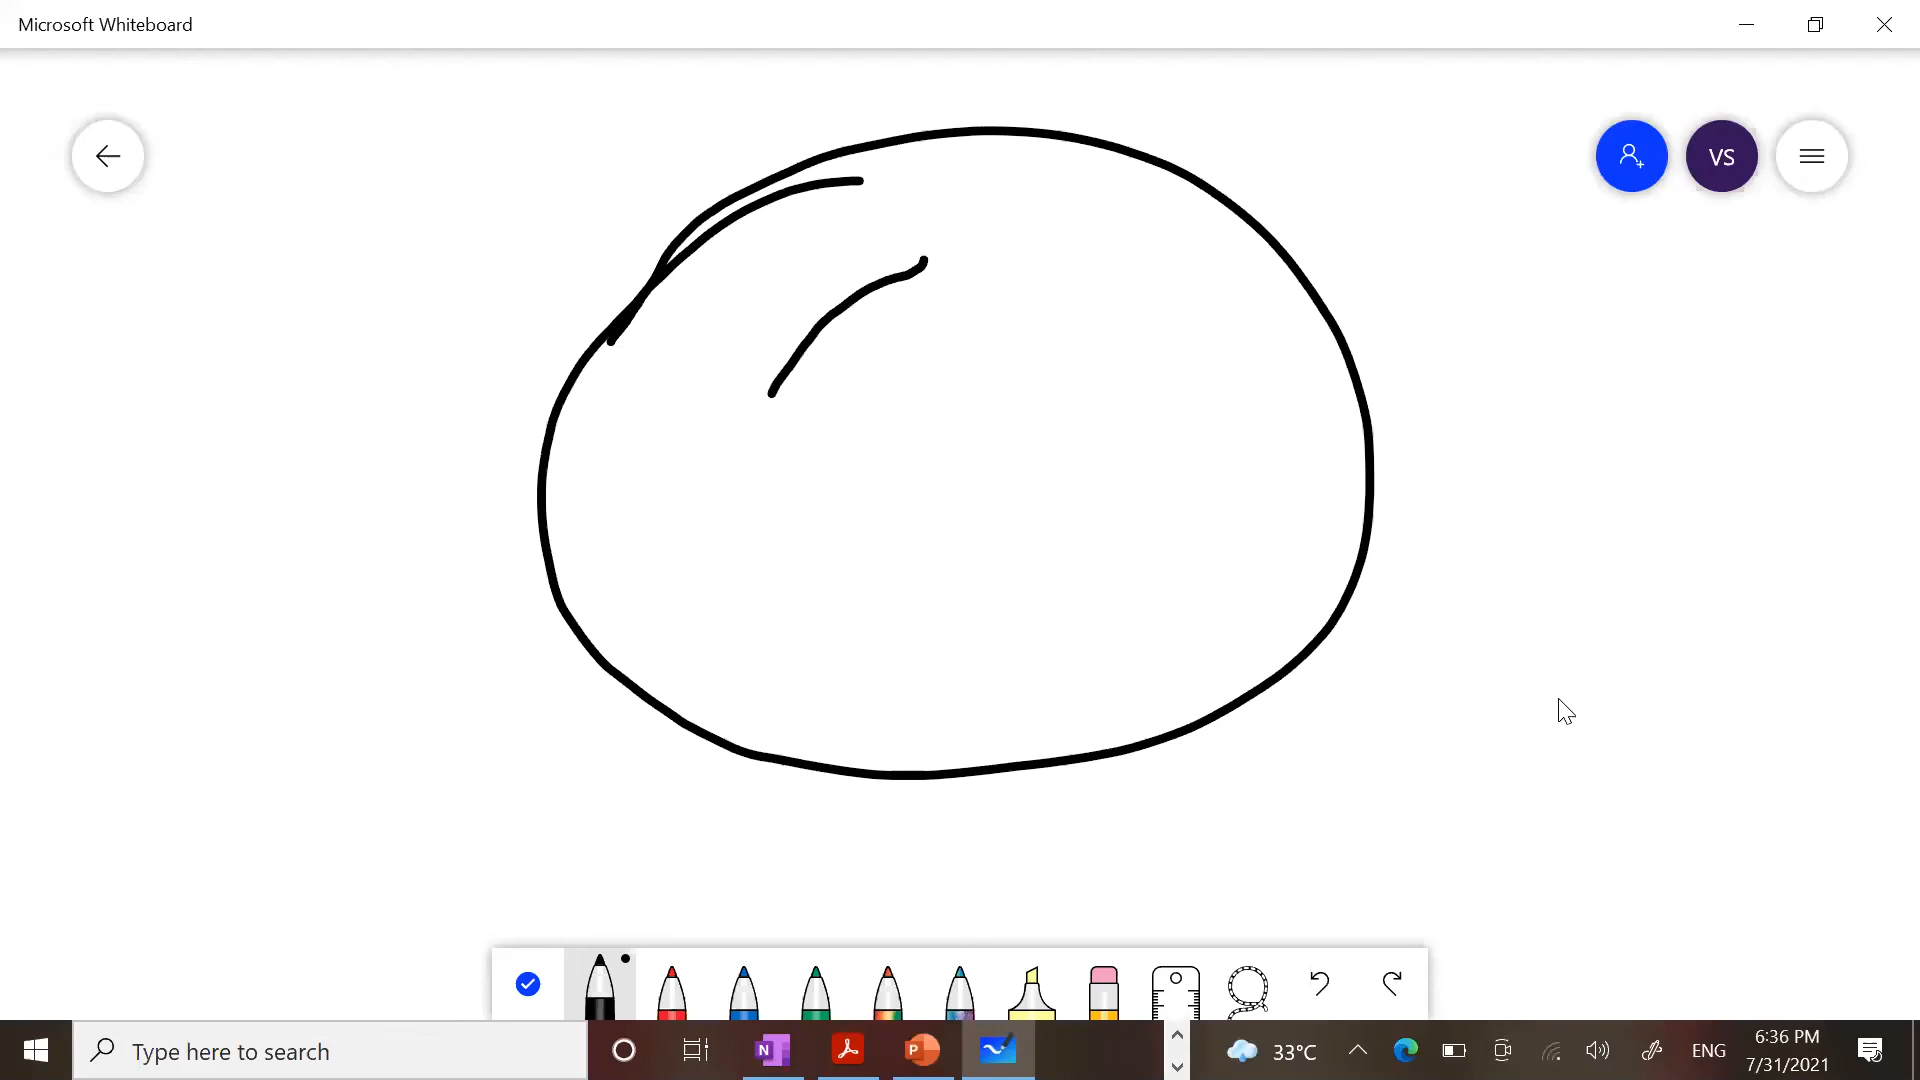 Microsoft Whiteboard
VS
Type here to search
N
P
33°C
ENG
6:36 PM
7/31/2021